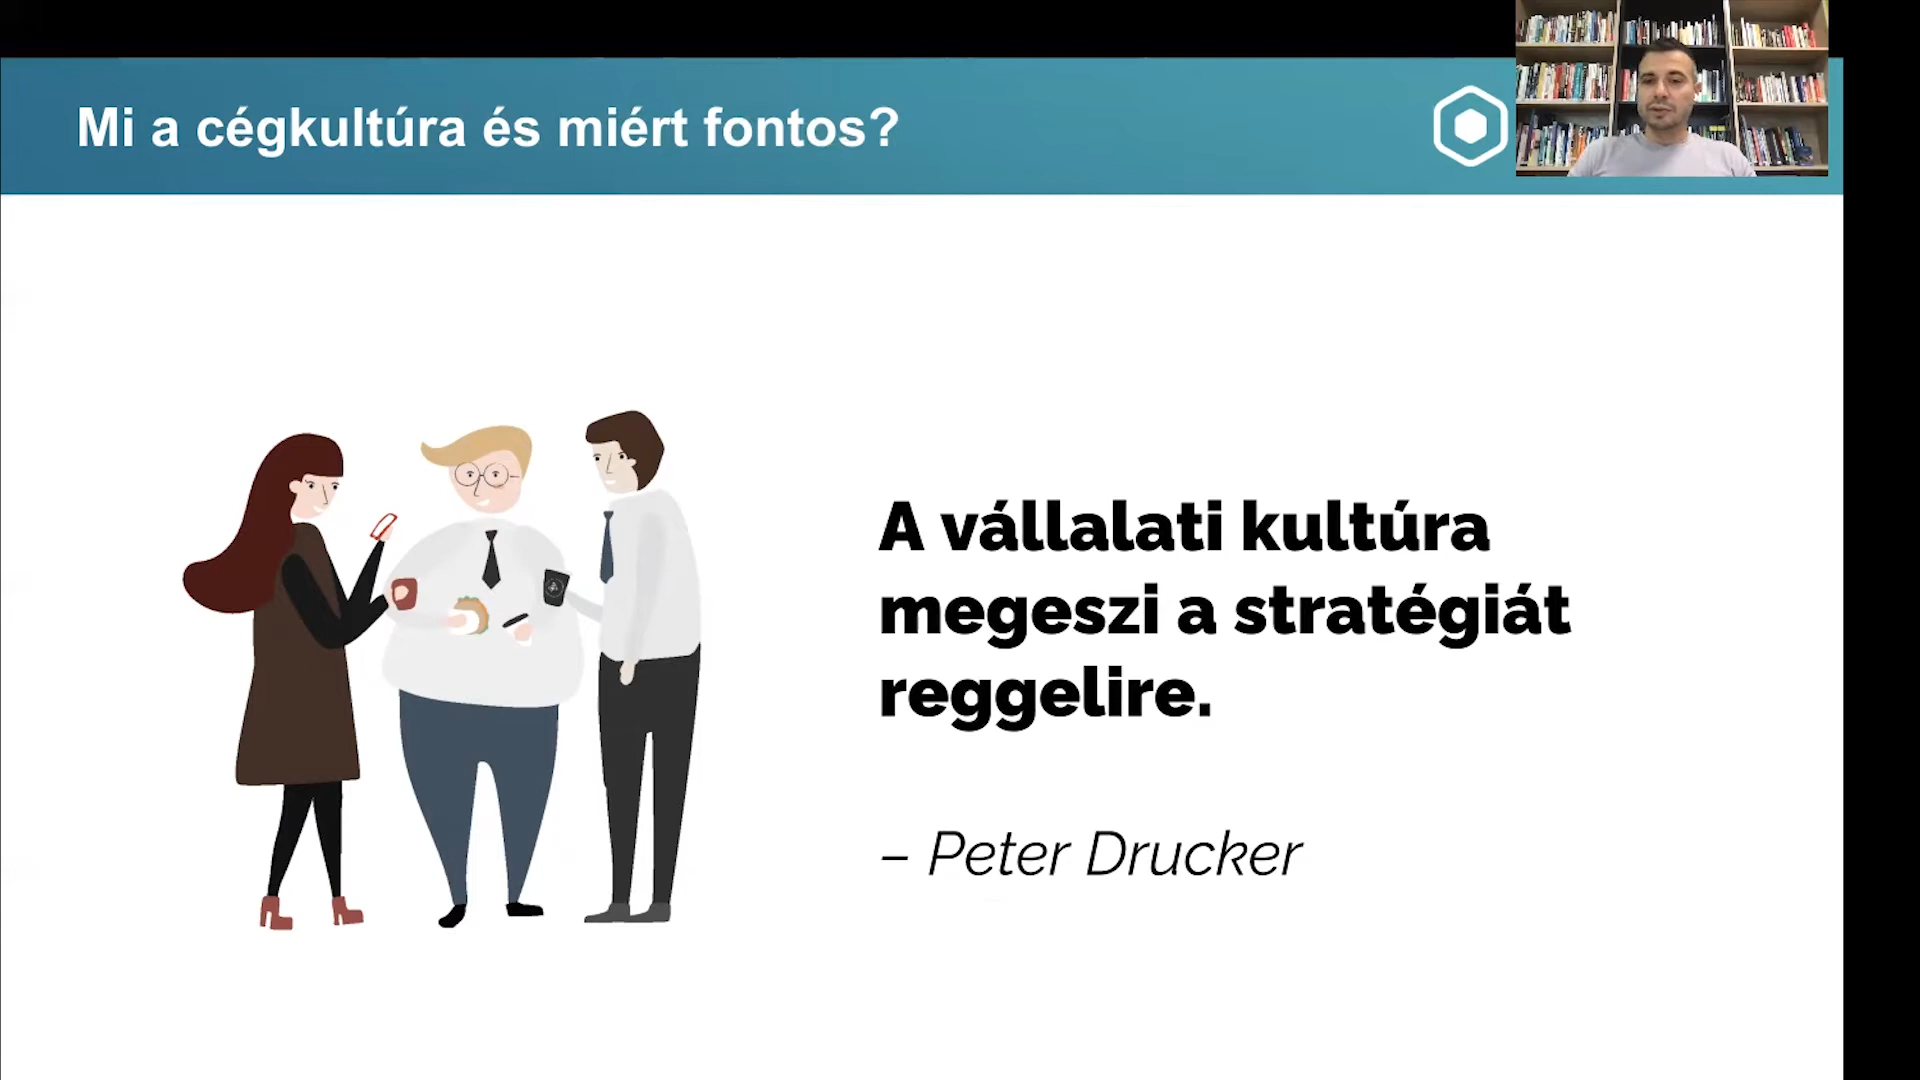 Mi a cégkultúra és miért fontos?
A vállalati kultúra
megeszi a stratégiát
reggelire.
– Peter Drucker